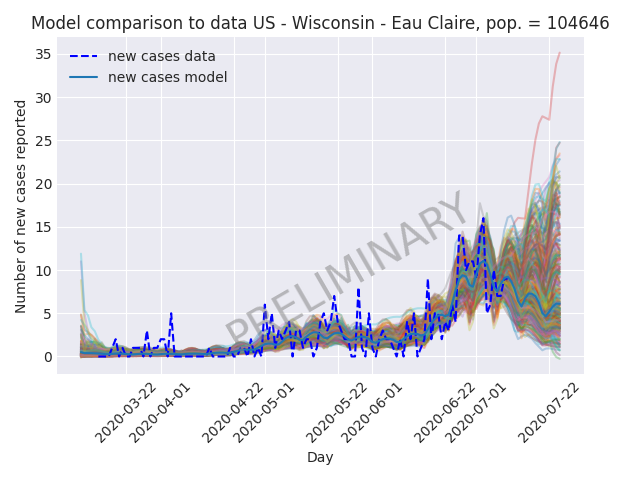 Model comparison to data US - Wisconsin - Eau Claire, pop. = 104646
new cases data
new cases model
35
30
25
20
15
10
5
0
Number of new cases reported
PRELIMINARY
2020-03-22
2020-04-01
2020-04-22
2020-05-01
2020-05-22
2020-06-01
2020-06-22
2020-07-01
2020-07-22
Day